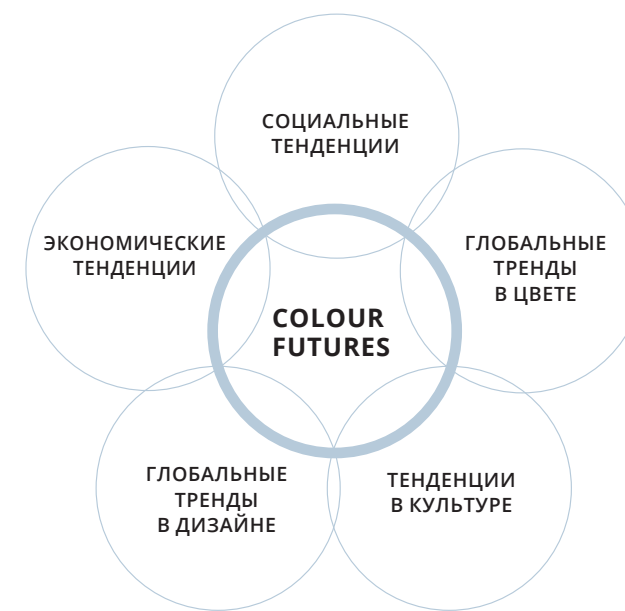 СОЦИАЛЬНЫЕ
ТЕНДЕНЦИИ
ЭКОНОМИЧЕСКИЕ
ТЕНДЕНЦИИ
ГЛОБАЛЬНЫЕ
ТРЕНДЫ
В ЦВЕТЕ
COLOUR
FUTURES
ГЛОБАЛЬНЫЕ
ТРЕНДЫ
В ДИЗАЙНЕ
ТЕНДЕНЦИИ
В КУЛЬТУРЕ